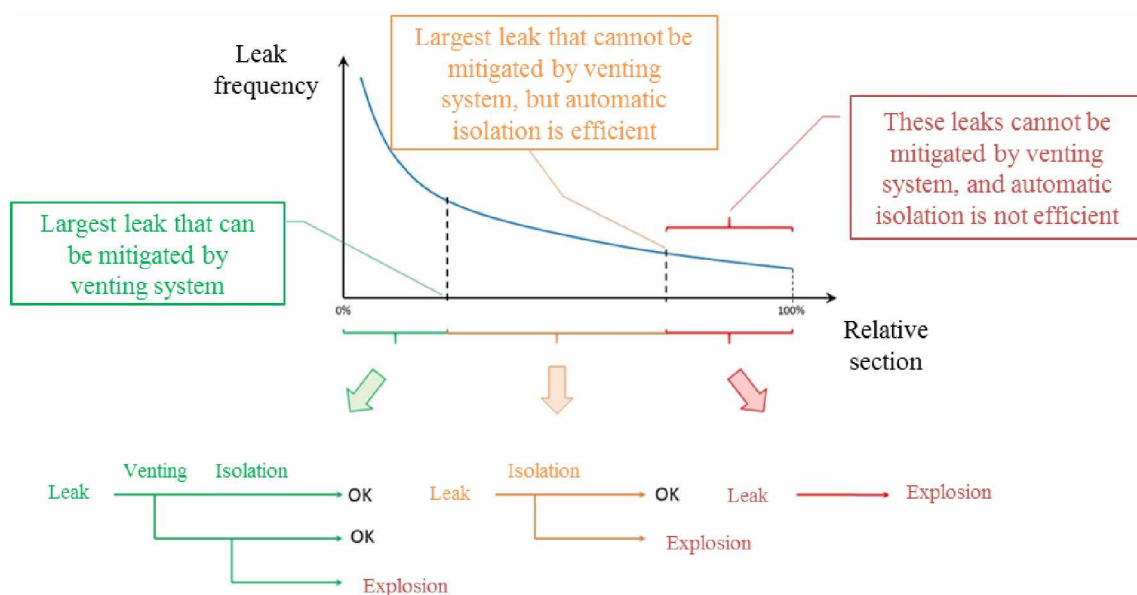 Leak
frequency
Largest leak that cannot be
mitigated by venting
system, but automatic
isolation is efficient
These leaks cannot be
mitigated by venting
system, and automatic
isolation is not efficient
Largest leak that can
be mitigated by
venting system
0%
100%
Relative
section
Venting Isolation
Leak OK
OK
Explosion
Isolation
Leak OK
Explosion
Leak Explosion